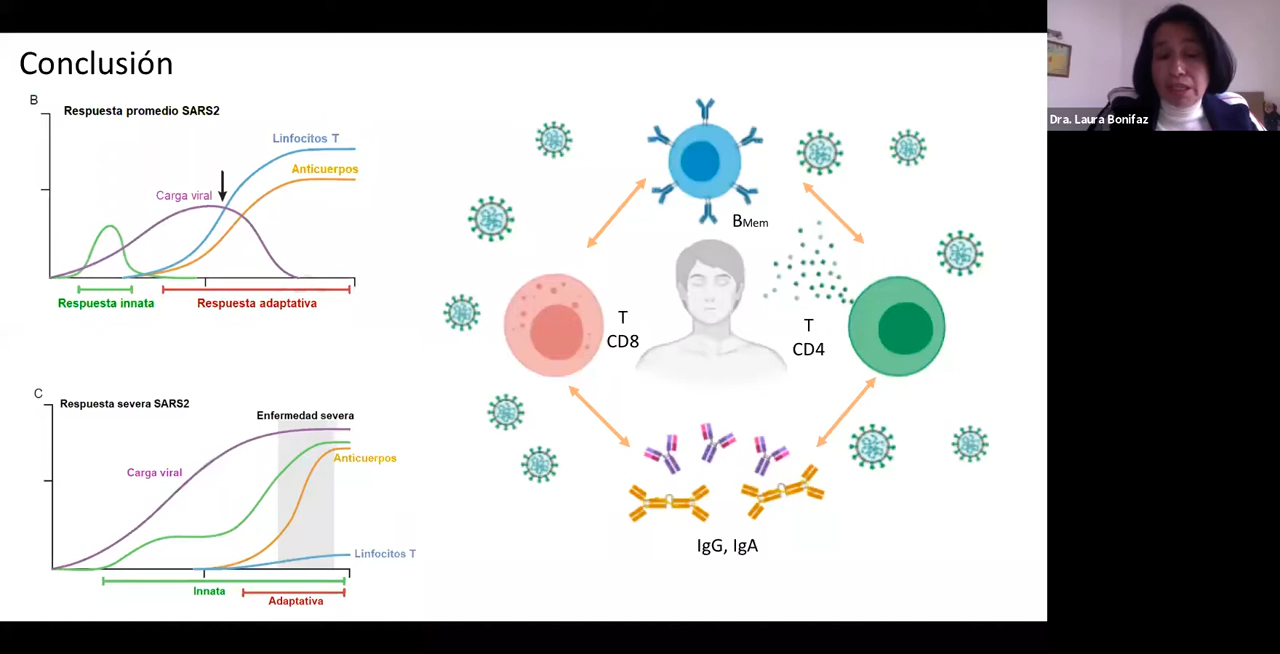 Conclusión
B
Respuesta promedio SARS2
Linfocitos T
Anticuerpos
Carga viral
Respuesta innata
Respuesta adaptativa
C
Respuesta severa SARS2
Enfermedad severa
Anticuerpos
Carga viral
Linfocitos T
Innata
Adaptativa
BMem
T
CD8
T
CD4
IgG, IgA
Dra. Laura Bonifaz